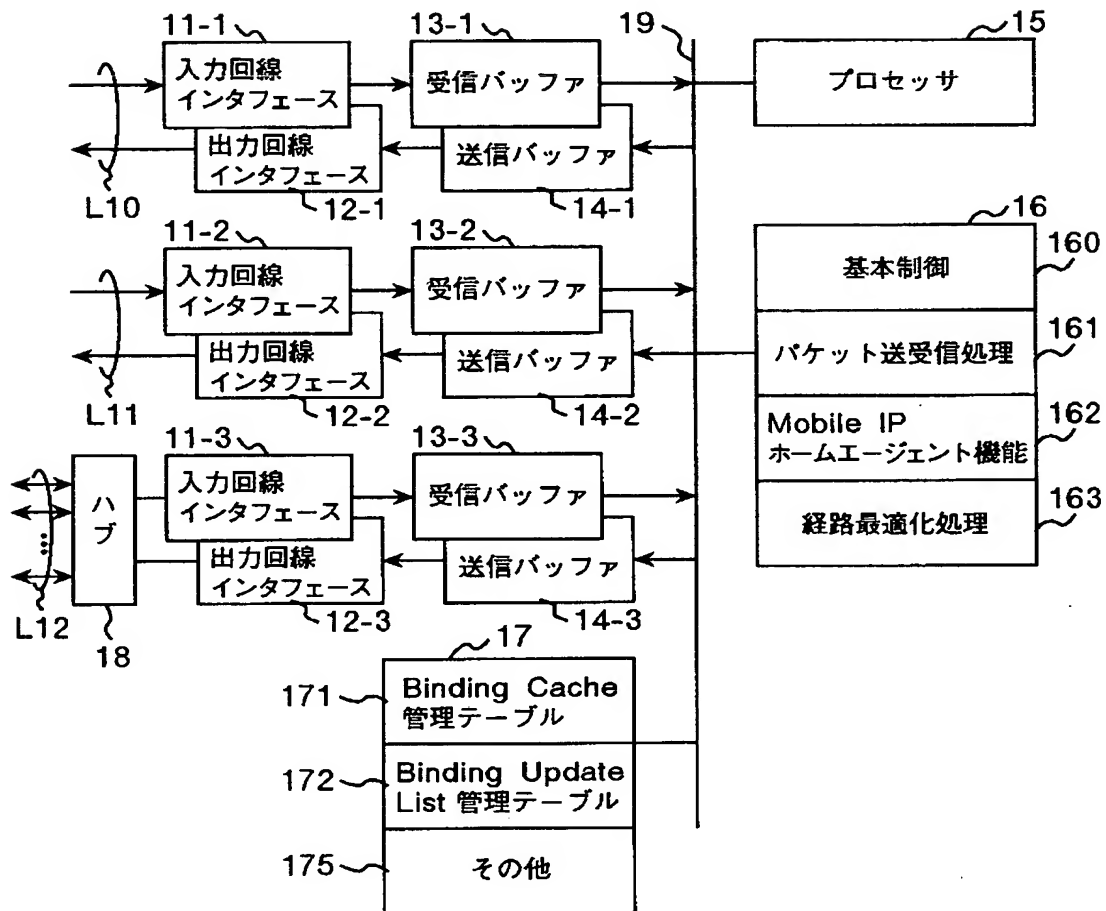 11-1
13-1
19
15
入力回線
インタフェース
受信バッファ
プロセッサ
出力回線
インタフェース
送信バッファ
L10
12-1
14-1
11-2
13-2
16
160
入力回線
インタフェース
受信バッファ
基本制御
出力回線
インタフェース
送信バッファ
パケット送受信処理
161
L11
12-2
14-2
11-3
13-3
Mobile IP
ホームエージェント機能
162
ハブ
入力回線
インタフェース
受信バッファ
経路最適化処理
163
出力回線
インタフェース
送信バッファ
L12
18
12-3
14-3
17
171
Binding Cache
管理テーブル
172
Binding Update
List 管理テーブル
175
その他